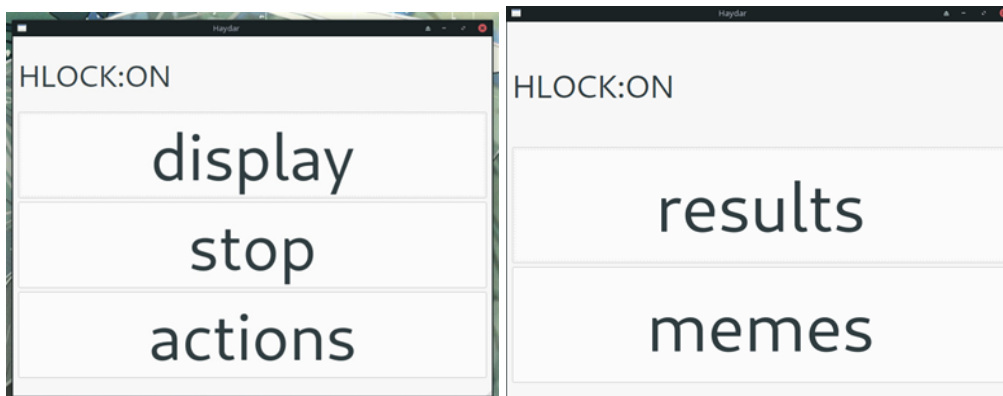 Haydar
HLOCK:ON
display
stop
actions
Haydar
HLOCK:ON
results
memes